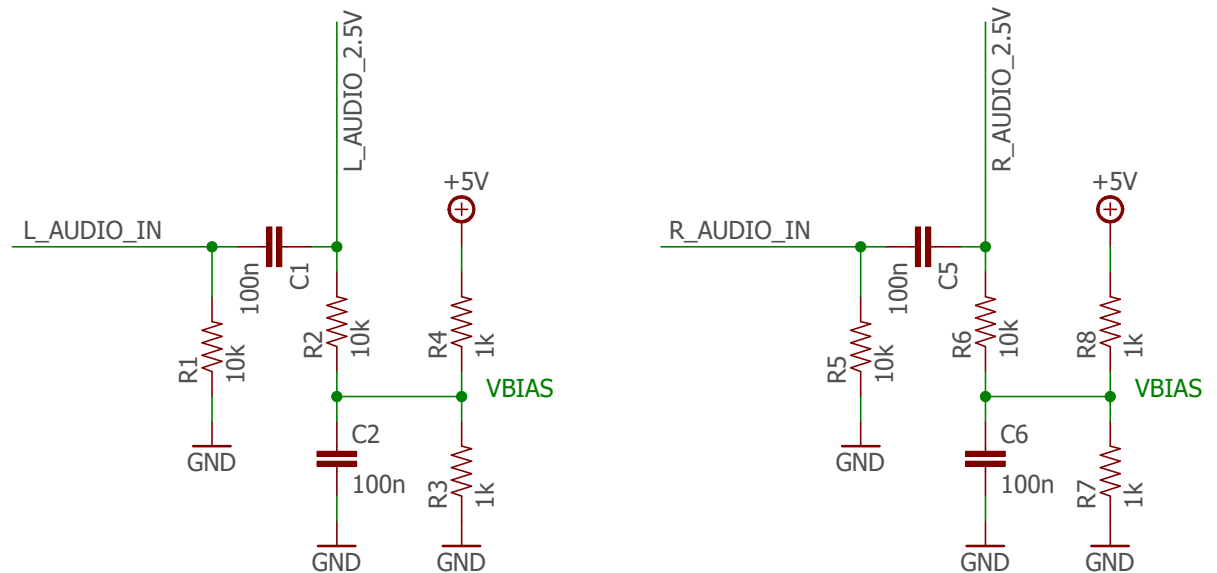 L_AUDIO_2.5V
+5V
L_AUDIO_IN
100n
C1
R1
10k
R2
10k
R4
1k
VBIAS
GND
C2
100n
R3
1k
GND
GND
R_AUDIO_2.5V
+5V
R_AUDIO_IN
100n
C5
R5
10k
R6
10k
R8
1k
VBIAS
GND
C6
100n
R7
1k
GND
GND